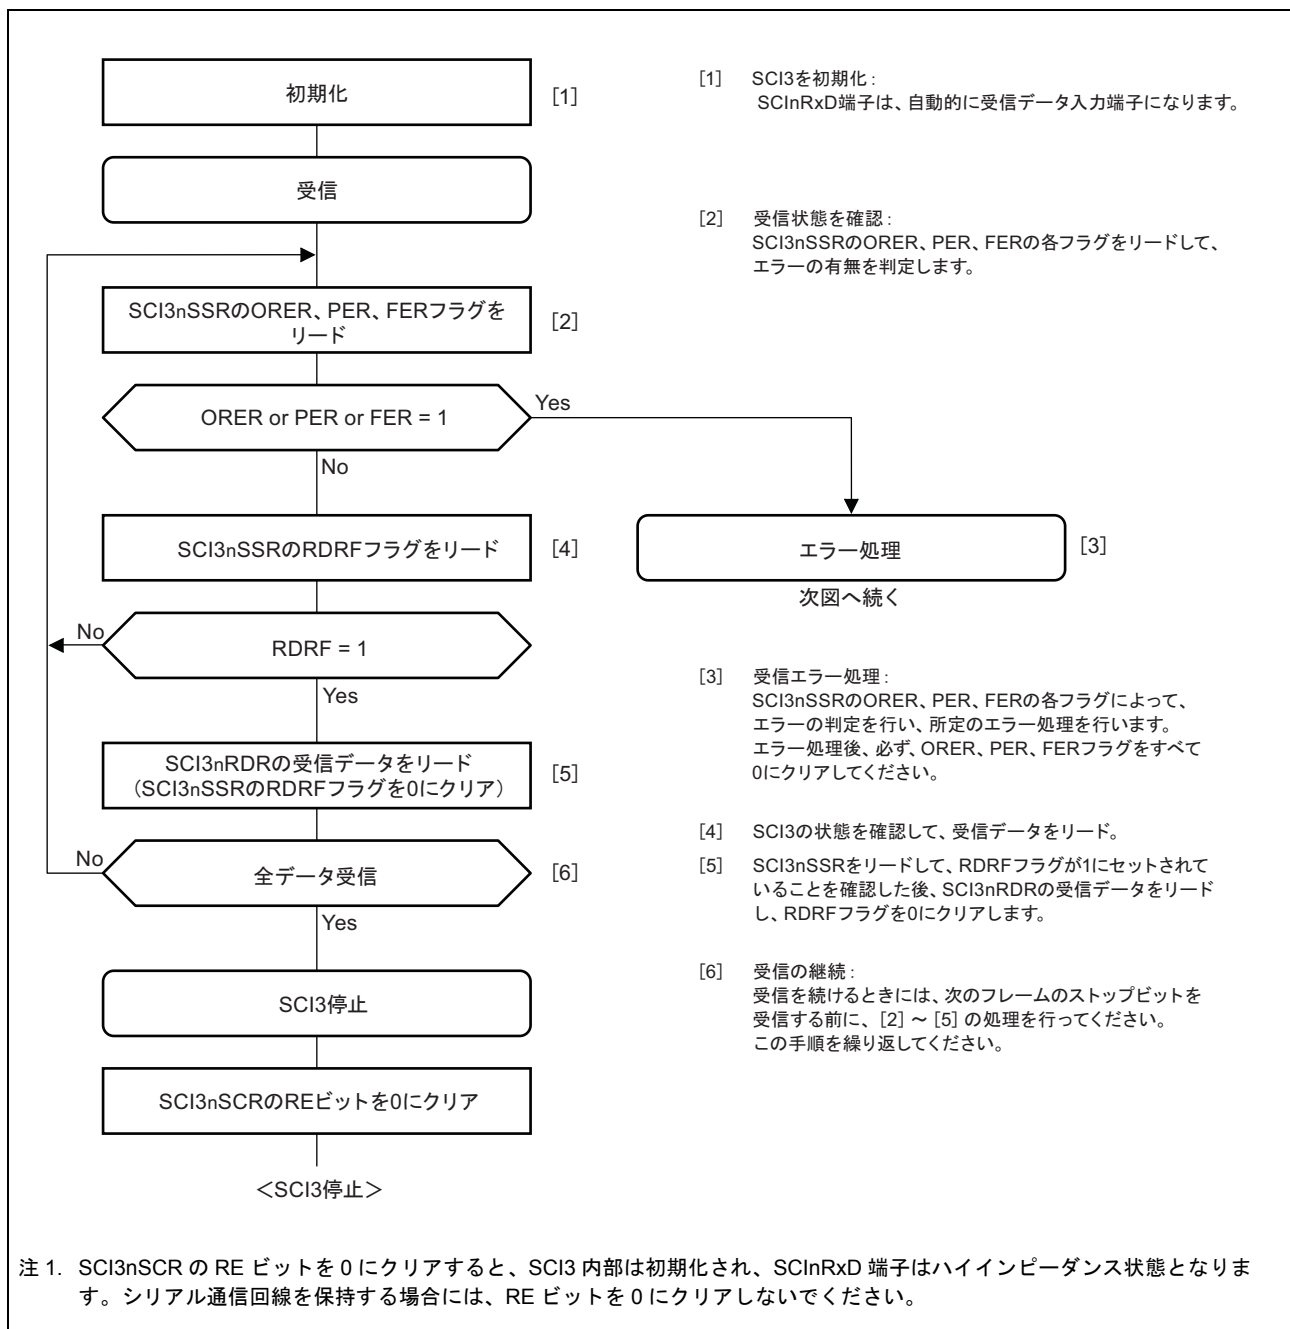 初期化
[1]
受信
SCI3nSSRのORER、PER、FERフラグを
リード
[2]
ORER or PER or FER = 1
Yes
No
SCI3nSSRのRDRFフラグをリード
[4]
エラー処理
[3]
次図へ続く
No
RDRF = 1
Yes
SCI3nRDRの受信データをリード
（SCI3nSSRのRDRFフラグを0にクリア）
[5]
No
全データ受信
[6]
Yes
SCI3停止
SCI3nSCRのREビットを0にクリア
＜SCI3停止＞
[1] SCI3を初期化：
SCInRxD端子は、自動的に受信データ入力端子になります。
[2] 受信状態を確認：
SCI3nSSRのORER、PER、FERの各フラグをリードして、
エラーの有無を判定します。
[3] 受信エラー処理：
SCI3nSSRのORER、PER、FERの各フラグによって、
エラーの判定を行い、所定のエラー処理を行います。
エラー処理後、必ず、ORER、PER、FERフラグをすべて
0にクリアしてください。
[4] SCI3の状態を確認して、受信データをリード。
[5] SCI3nSSRをリードして、RDRFフラグが1にセットされて
いることを確認した後、SCI3nRDRの受信データをリード
し、RDRFフラグを0にクリアします。
[6] 受信の継続：
受信を続けるときには、次のフレームのストップビットを
受信する前に、[2] ～ [5] の処理を行ってください。
この手順を繰り返してください。
注 1. SCI3nSCR の RE ビットを 0 にクリアすると、SCI3 内部は初期化され、SCInRxD 端子はハイインピーダンス状態となりま
す。シリアル通信回線を保持する場合には、RE ビットを 0 にクリアしないでください。